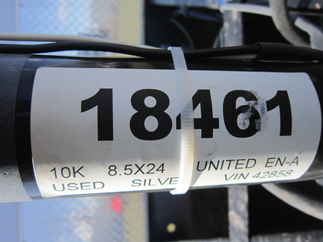 18461
10K 8.5X24 UNITED EN-A
USED SILVE VIN 42858